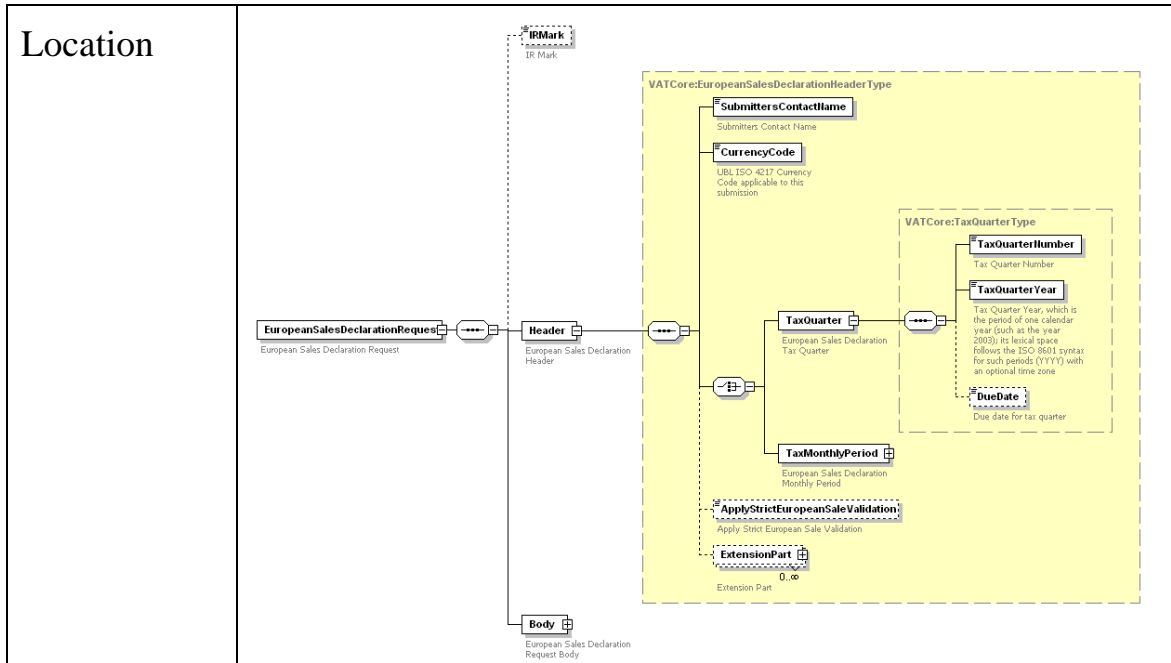 Location
IRMark
IR Mark
VATCore:EuropeanSalesDeclarationHeaderType
SubmittersContactName
Submitters Contact Name
CurrencyCode
UBL ISO 4217 Currency
Code applicable to this
submission
VATCore:TaxQuarterType
TaxQuarterNumber
Tax Quarter Number
TaxQuarterYear
Tax Quarter Year, which is
the period of one calendar
year (such as the year
2003); its lexical space
follows the ISO 8601 syntax
for such periods (YYYY) with
an optional time zone
DueDate
Due date for tax quarter
EuropeanSalesDeclarationRequest
European Sales Declaration Request
Header
European Sales Declaration
Header
TaxQuarter
European Sales Declaration
Tax Quarter
TaxMonthlyPeriod
European Sales Declaration
Monthly Period
ApplyStrictEuropeanSaleValidation
Apply Strict European Sale Validation
ExtensionPart
0..∞
Extension Part
Body
European Sales Declaration
Request Body